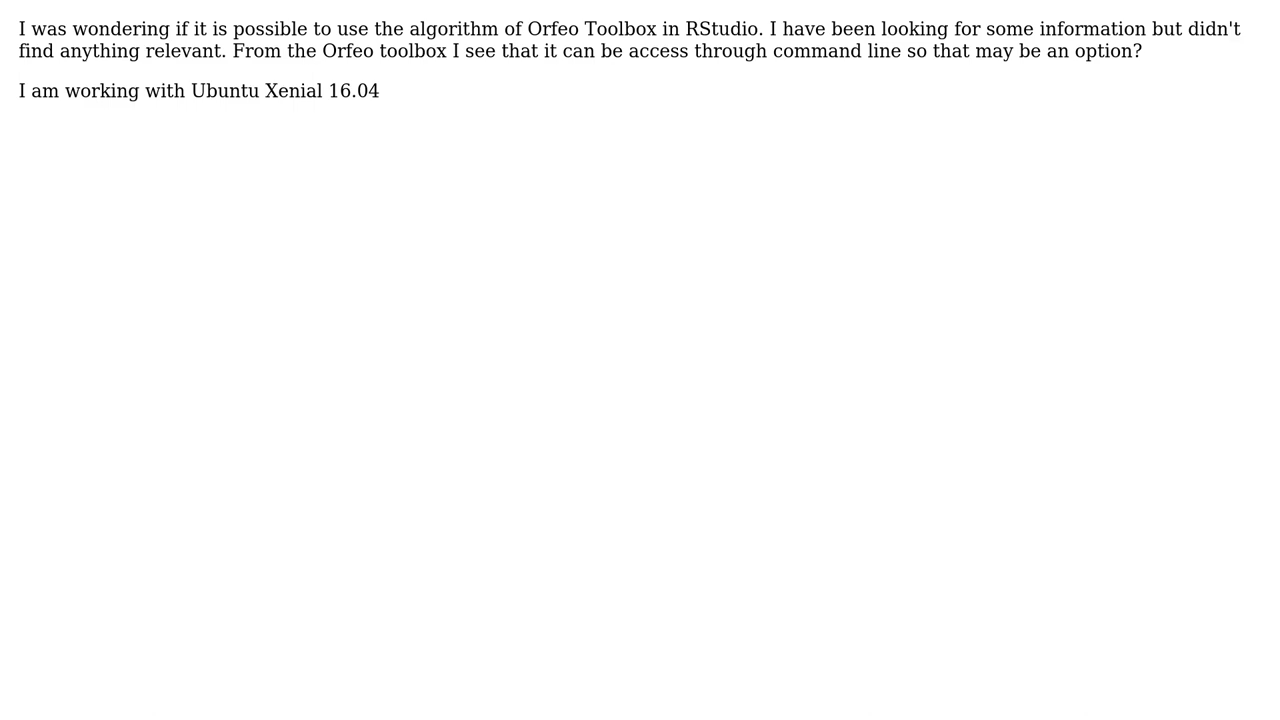 I was wondering if it is possible to use the algorithm of Orfeo Toolbox in RStudio. I have been looking for some information but didn't
find anything relevant. From the Orfeo toolbox I see that it can be access through command line so that may be an option?
I am working with Ubuntu Xenial 16.04